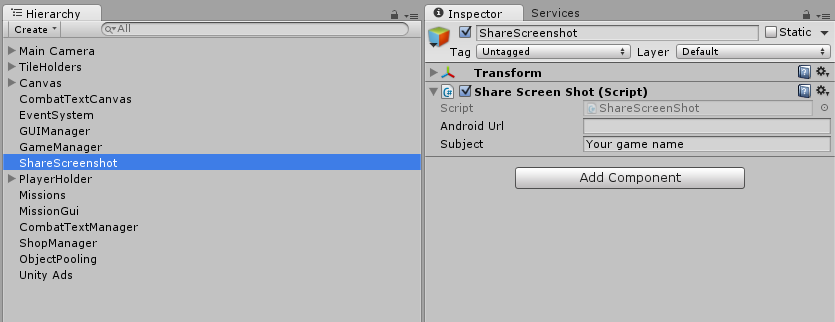 Hierarchy
Create
All
Main Camera
TileHolders
Canvas
CombatTextCanvas
EventSystem
GUIManager
GameManager
ShareScreenshot
PlayerHolder
Missions
MissionGui
CombatTextManager
ShopManager
ObjectPooling
Unity Ads
Inspector Services
ShareScreenshot Static
Tag Untagged Layer Default
Transform
C# Share Screen Shot (Script)
Script ShareScreenShot
Android Url
Subject Your game name
Add Component